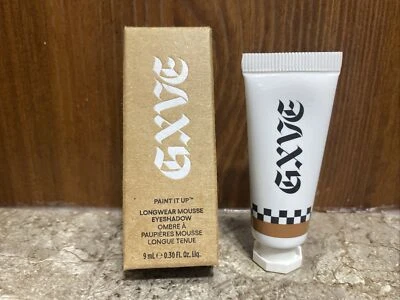 GXVE
PAINT IT UP™
LONGWEAR MOUSSE
EYESHADOW
OMBRE À
PAUPIÈRES MOUSSE
LONGUE TENUE
9 mL ℮ 0.30 Fl. Oz. Liq.
GXVE